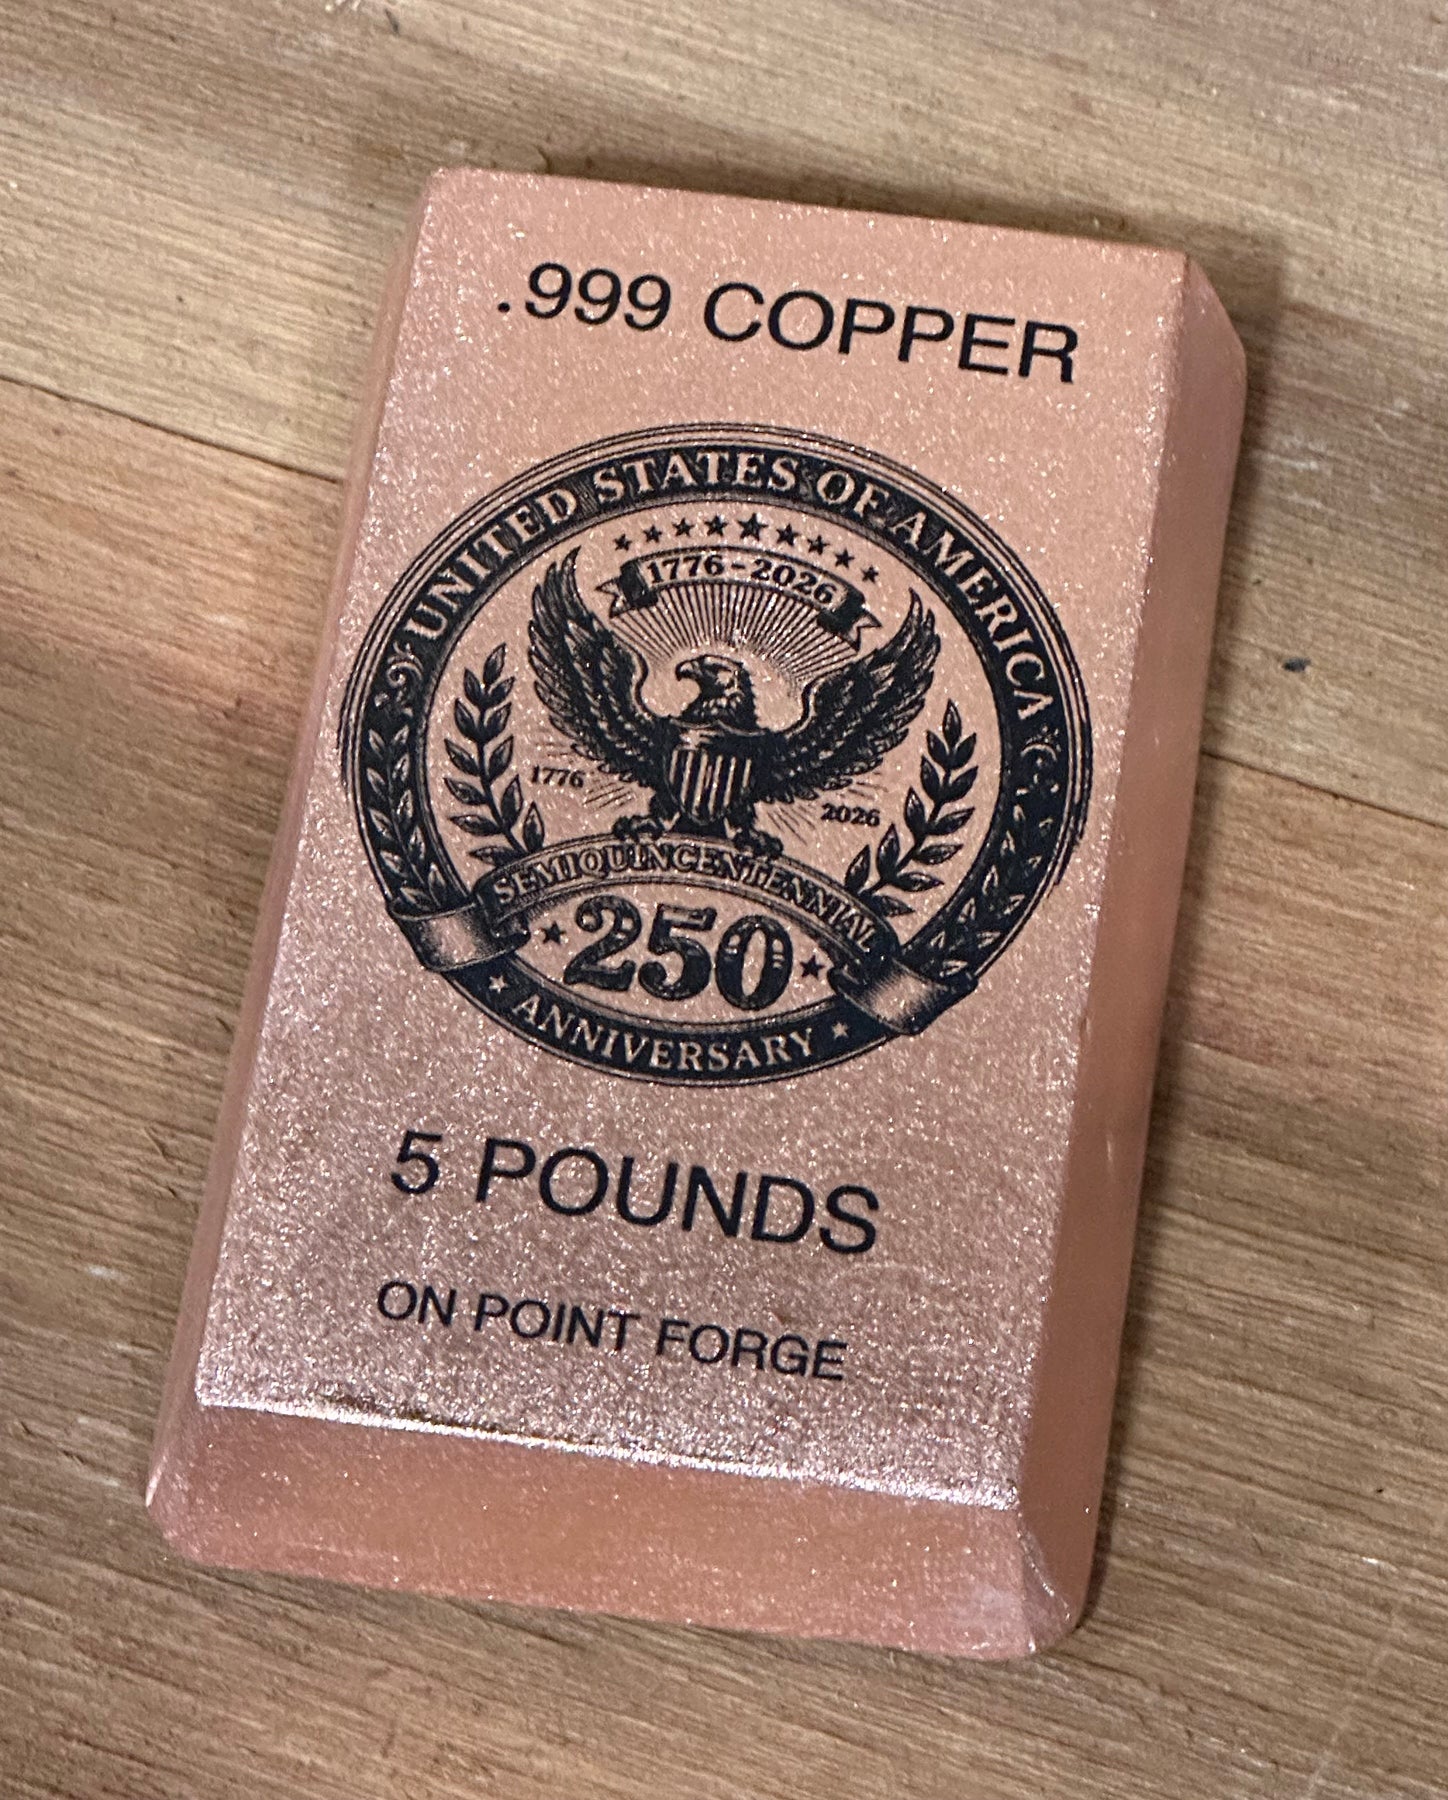 .999 COPPER
UNITED STATES OF AMERICA
1776-2026
1776
2026
SEMIQUINCENTENNIAL
250
ANNIVERSARY
5 POUNDS
ON POINT FORGE